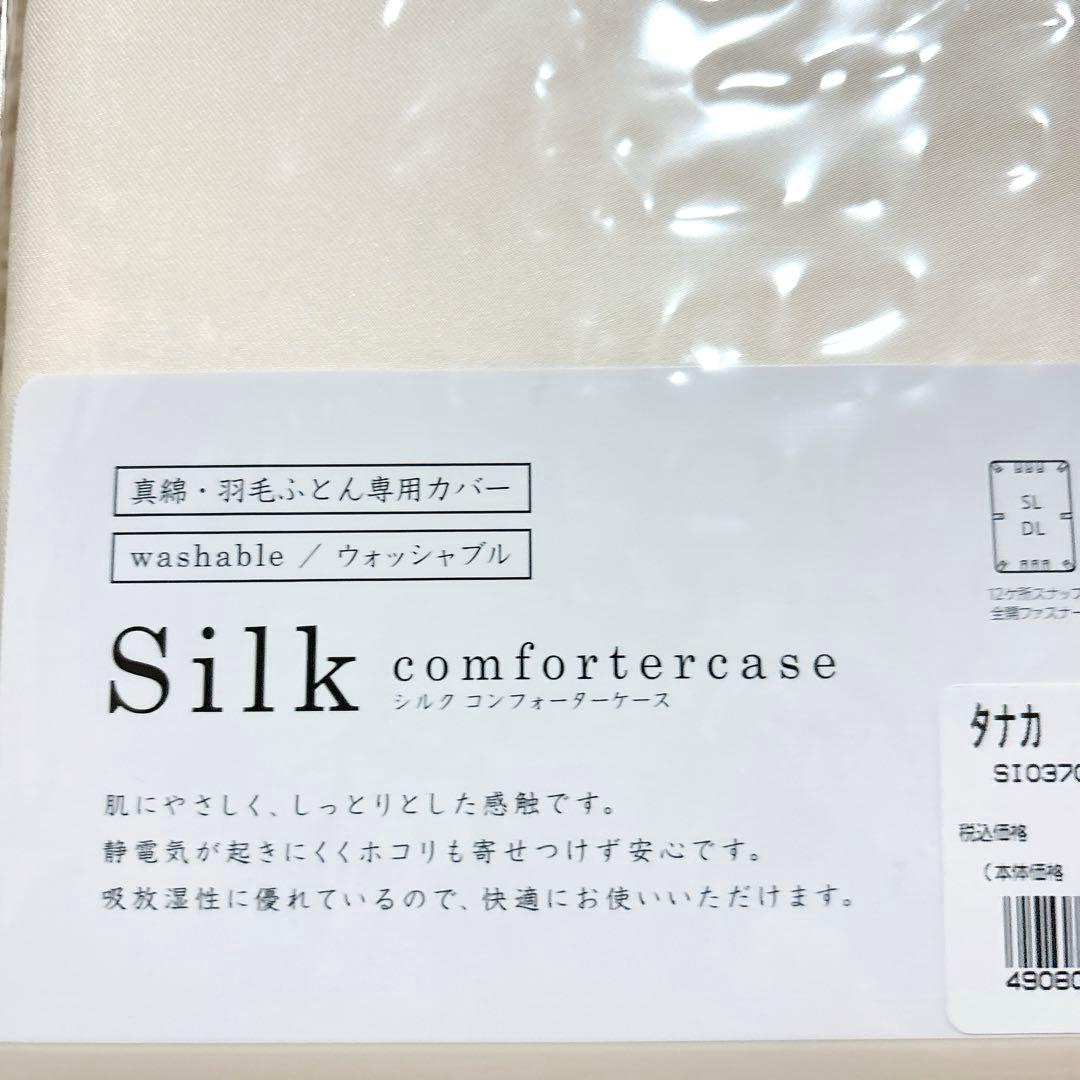 真綿・羽毛ふとん専用カバー
washable / ウォッシャブル
Silk comfortercase
シルク コンフォーターケース
肌にやさしく、しっとりとした感触です。
静電気が起きにくくホコリも寄せつけず安心です。
吸放湿性に優れているので、快適にお使いいただけます。
SL
DL
12ケ所スナップ
全開ファスナー
タナカ
SI0370
税込価格
(本体価格
49080